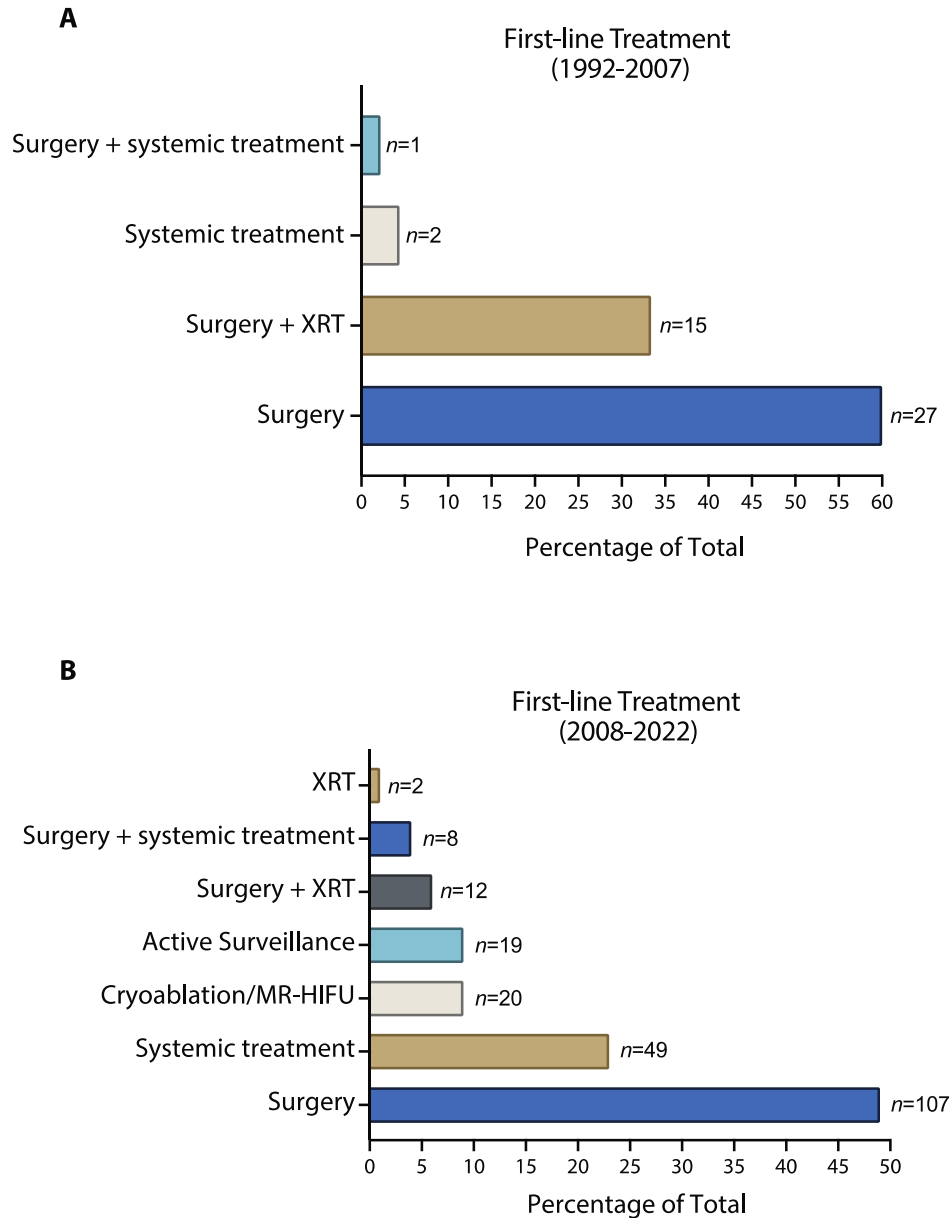 A
First-line Treatment
(1992-2007)
Surgery + systemic treatment
n=1
Systemic treatment
n=2
Surgery + XRT
n=15
Surgery
n=27
0 5 10 15 20 25 30 35 40 45 50 55 60
Percentage of Total
B
First-line Treatment
(2008-2022)
XRT
n=2
Surgery + systemic treatment
n=8
Surgery + XRT
n=12
Active Surveillance
n=19
Cryoablation/MR-HIFU
n=20
Systemic treatment
n=49
Surgery
n=107
0 5 10 15 20 25 30 35 40 45 50
Percentage of Total